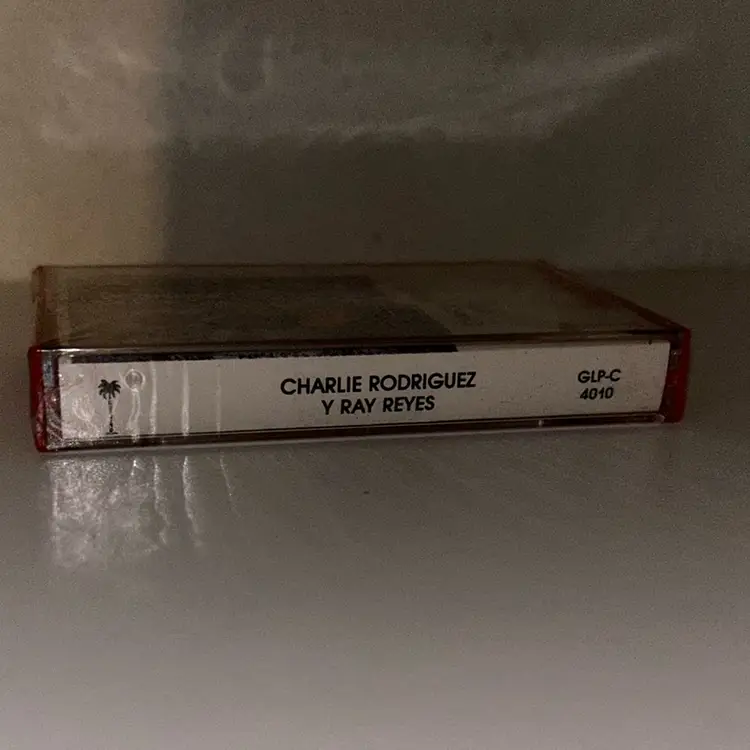 CHARLIE RODRIGUEZ
Y RAY REYES
GLP-C
4010